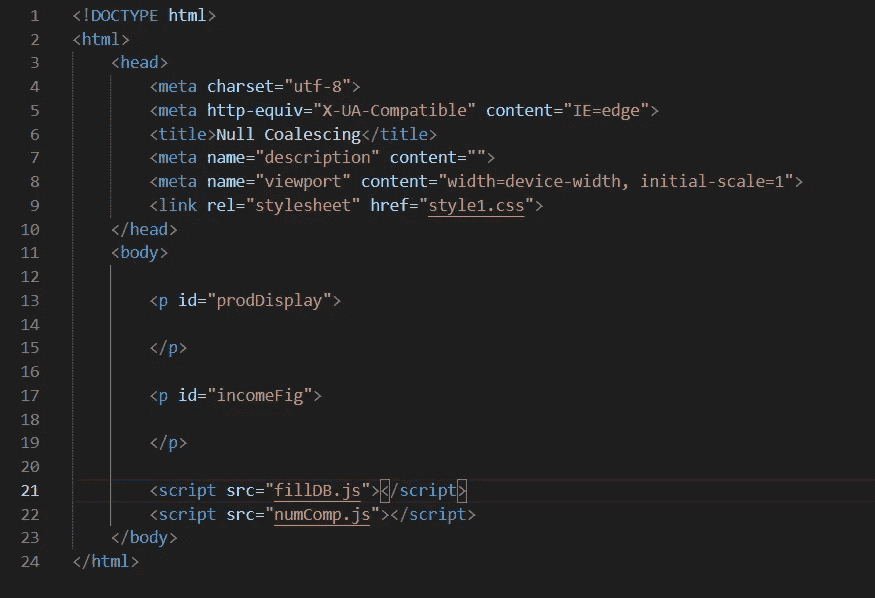 1 <!DOCTYPE html>
2 <html>
3 <head>
4 <meta charset="utf-8">
5 <meta http-equiv="X-UA-Compatible" content="IE=edge">
6 <title>Null Coalescing</title>
7 <meta name="description" content="">
8 <meta name="viewport" content="width=device-width, initial-scale=1">
9 <link rel="stylesheet" href="style1.css">
10 </head>
11 <body>
12
13 <p id="prodDisplay">
14
15 </p>
16
17 <p id="incomeFig">
18
19 </p>
20
21 <script src="fillDB.js"></script>
22 <script src="numComp.js"></script>
23 </body>
24 </html>